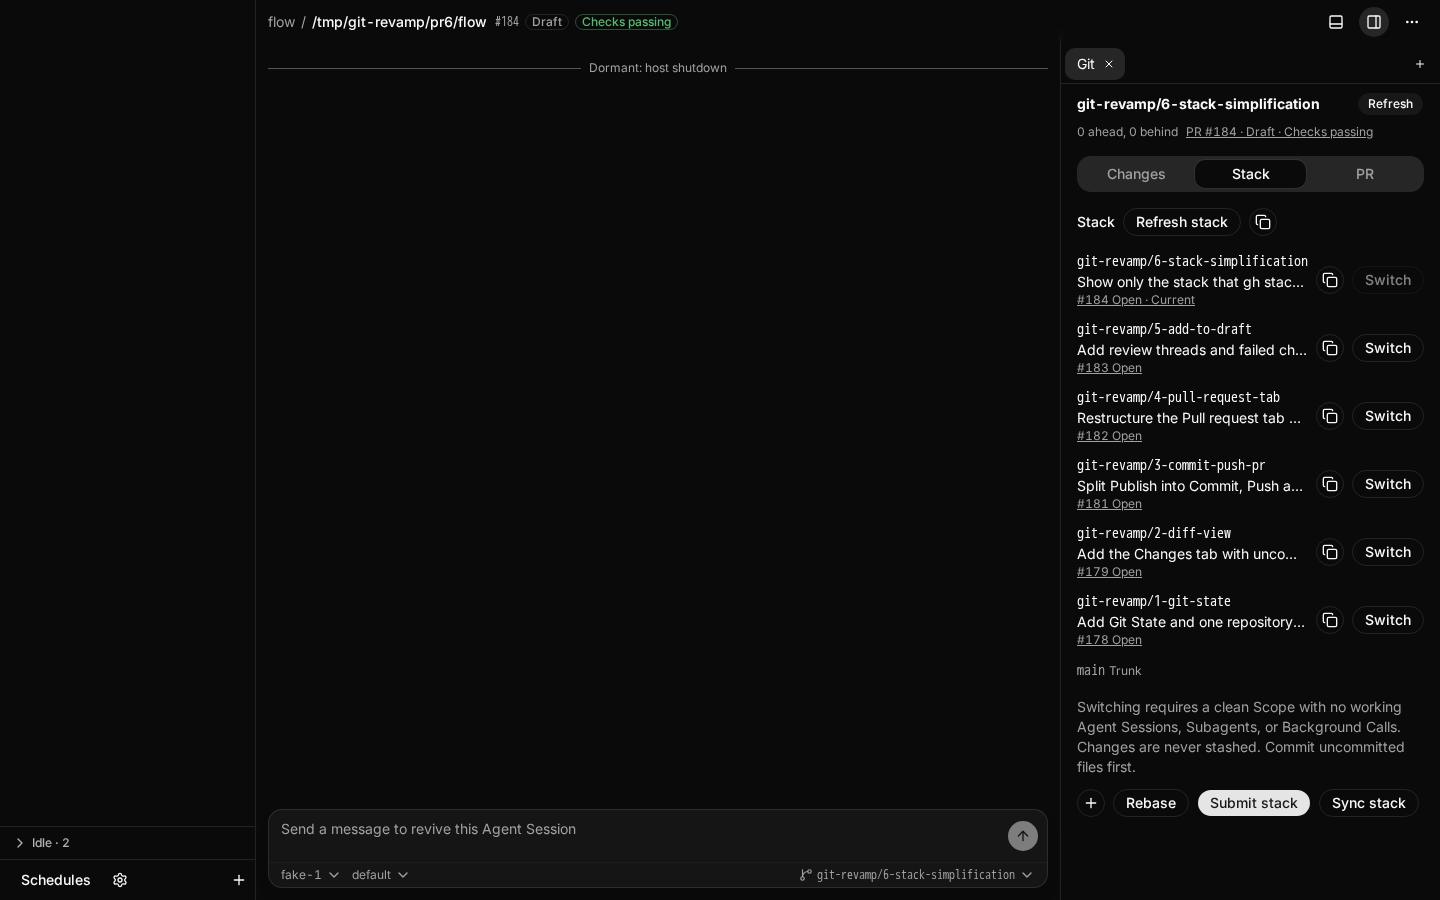 flow / /tmp/git-revamp/pr6/flow #184 Draft Checks passing
Dormant: host shutdown
Send a message to revive this Agent Session
fake-1 default git-revamp/6-stack-simplification
Idle · 2
Schedules
Git
git-revamp/6-stack-simplification Refresh
0 ahead, 0 behind PR #184 · Draft · Checks passing
Changes Stack PR
Stack Refresh stack
git-revamp/6-stack-simplification
Show only the stack that gh stac... Switch
#184 Open · Current
git-revamp/5-add-to-draft
Add review threads and failed ch... Switch
#183 Open
git-revamp/4-pull-request-tab
Restructure the Pull request tab ... Switch
#182 Open
git-revamp/3-commit-push-pr
Split Publish into Commit, Push a... Switch
#181 Open
git-revamp/2-diff-view
Add the Changes tab with unco... Switch
#179 Open
git-revamp/1-git-state
Add Git State and one repository... Switch
#178 Open
main Trunk
Switching requires a clean Scope with no working
Agent Sessions, Subagents, or Background Calls.
Changes are never stashed. Commit uncommitted
files first.
Rebase Submit stack Sync stack